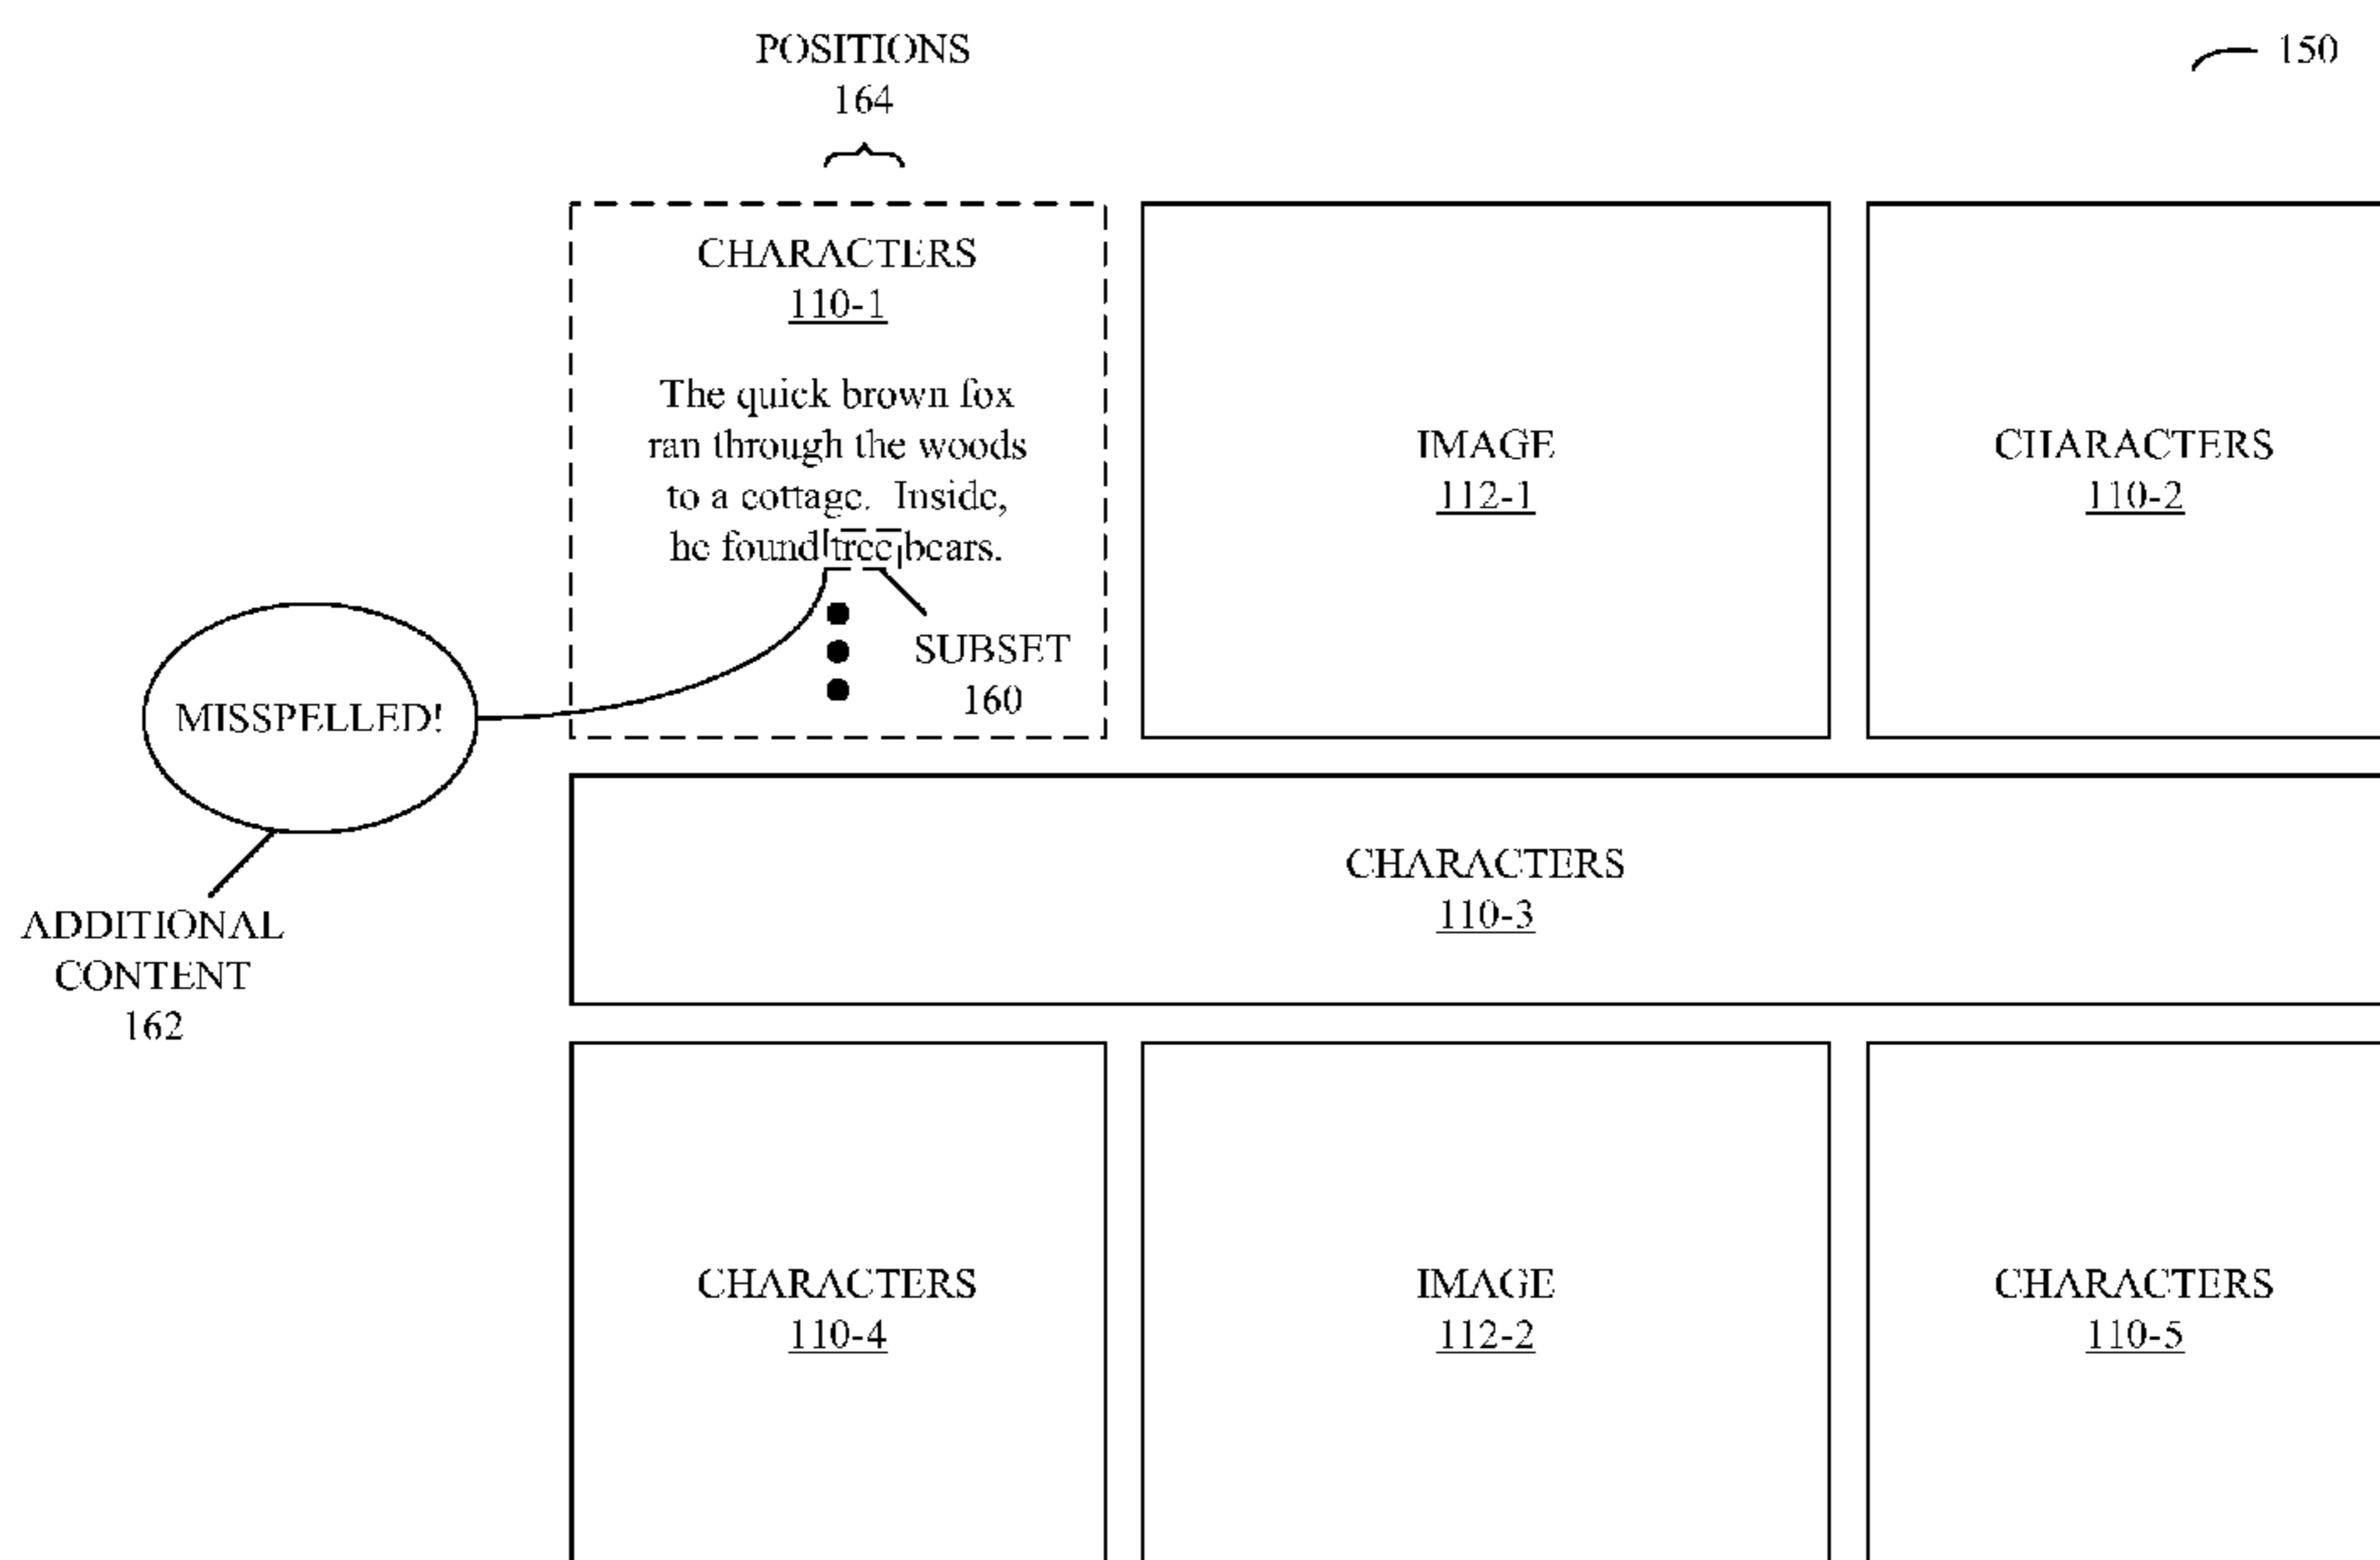 POSITIONS
164
150
CHARACTERS
110-1
The quick brown fox
ran through the woods
to a cottage. Inside,
he found tree bears.
SUBSET
160
IMAGE
112-1
CHARACTERS
110-2
MISSPELLED!
ADDITIONAL
CONTENT
162
CHARACTERS
110-3
CHARACTERS
110-4
IMAGE
112-2
CHARACTERS
110-5